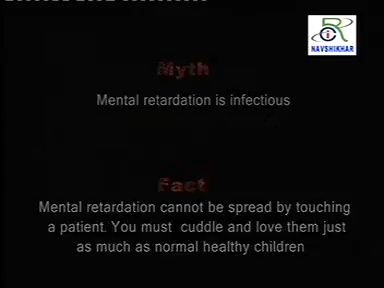 NAVSHIKHAR
Myth
Mental retardation is infectious
Fact
Mental retardation cannot be spread by touching
a patient. You must cuddle and love them just
as much as normal healthy children